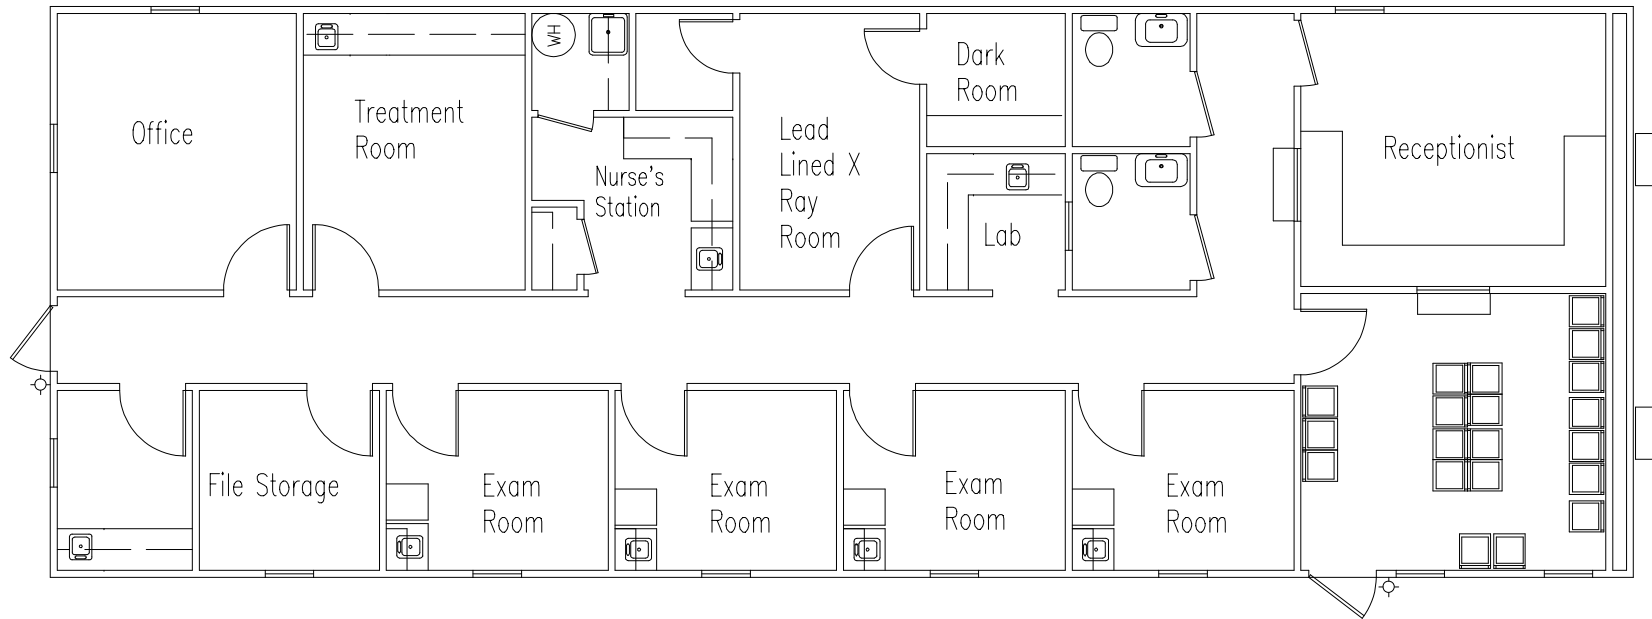 Office
Treatment
Room
WH
Nurse's
Station
Lead
Lined X
Ray
Room
Dark
Room
Lab
Receptionist
File Storage
Exam
Room
Exam
Room
Exam
Room
Exam
Room